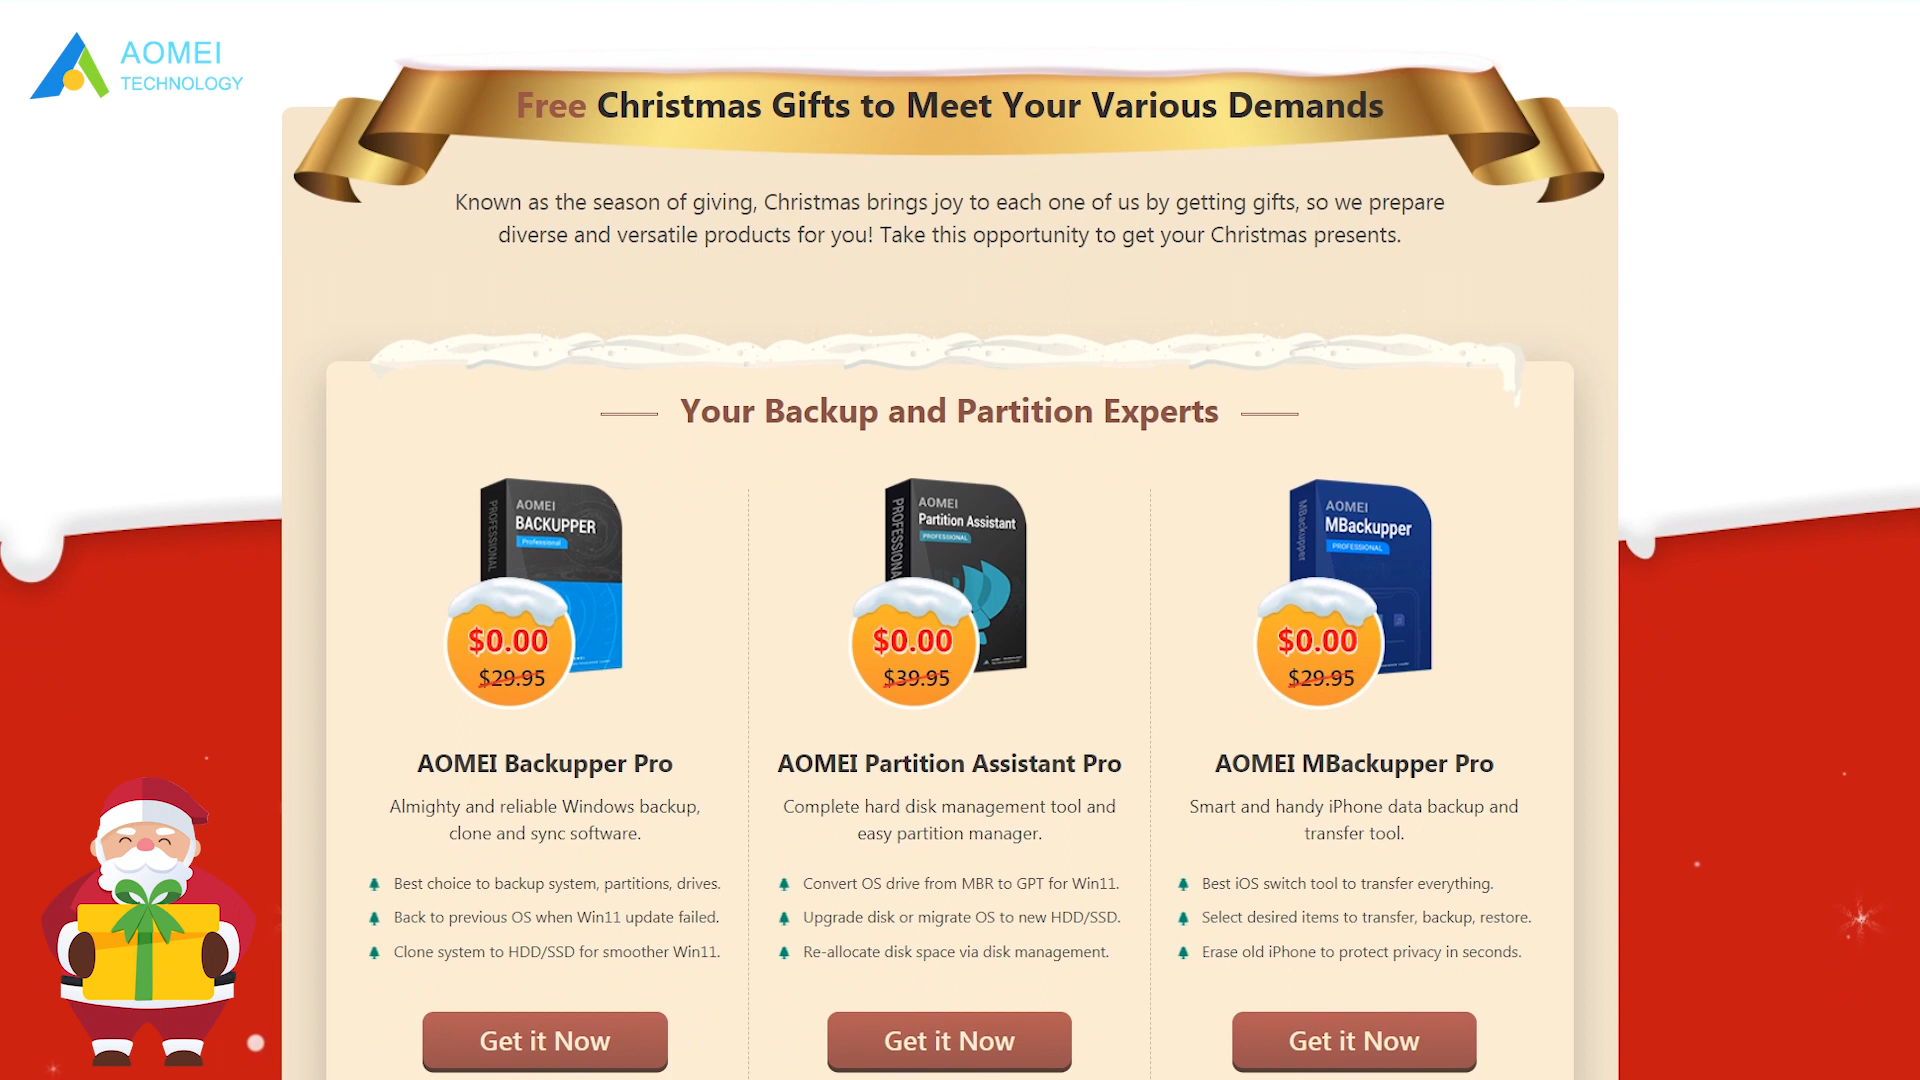 AOMEI
TECHNOLOGY
Free Christmas Gifts to Meet Your Various Demands
Known as the season of giving, Christmas brings joy to each one of us by getting gifts, so we prepare
diverse and versatile products for you! Take this opportunity to get your Christmas presents.
Your Backup and Partition Experts
PROFESSIONAL
AOMEI
BACKUPPER
Professional
$0.00
$29.95
PROFESSIONAL
AOMEI
Partition Assistant
PROFESSIONAL
$0.00
$39.95
MBackupper
AOMEI
MBackupper
PROFESSIONAL
$0.00
$29.95
AOMEI Backupper Pro
Almighty and reliable Windows backup,
clone and sync software.
Best choice to backup system, partitions, drives.
Back to previous OS when Win11 update failed.
Clone system to HDD/SSD for smoother Win11.
Get it Now
AOMEI Partition Assistant Pro
Complete hard disk management tool and
easy partition manager.
Convert OS drive from MBR to GPT for Win11.
Upgrade disk or migrate OS to new HDD/SSD.
Re-allocate disk space via disk management.
Get it Now
AOMEI MBackupper Pro
Smart and handy iPhone data backup and
transfer tool.
Best iOS switch tool to transfer everything.
Select desired items to transfer, backup, restore.
Erase old iPhone to protect privacy in seconds.
Get it Now